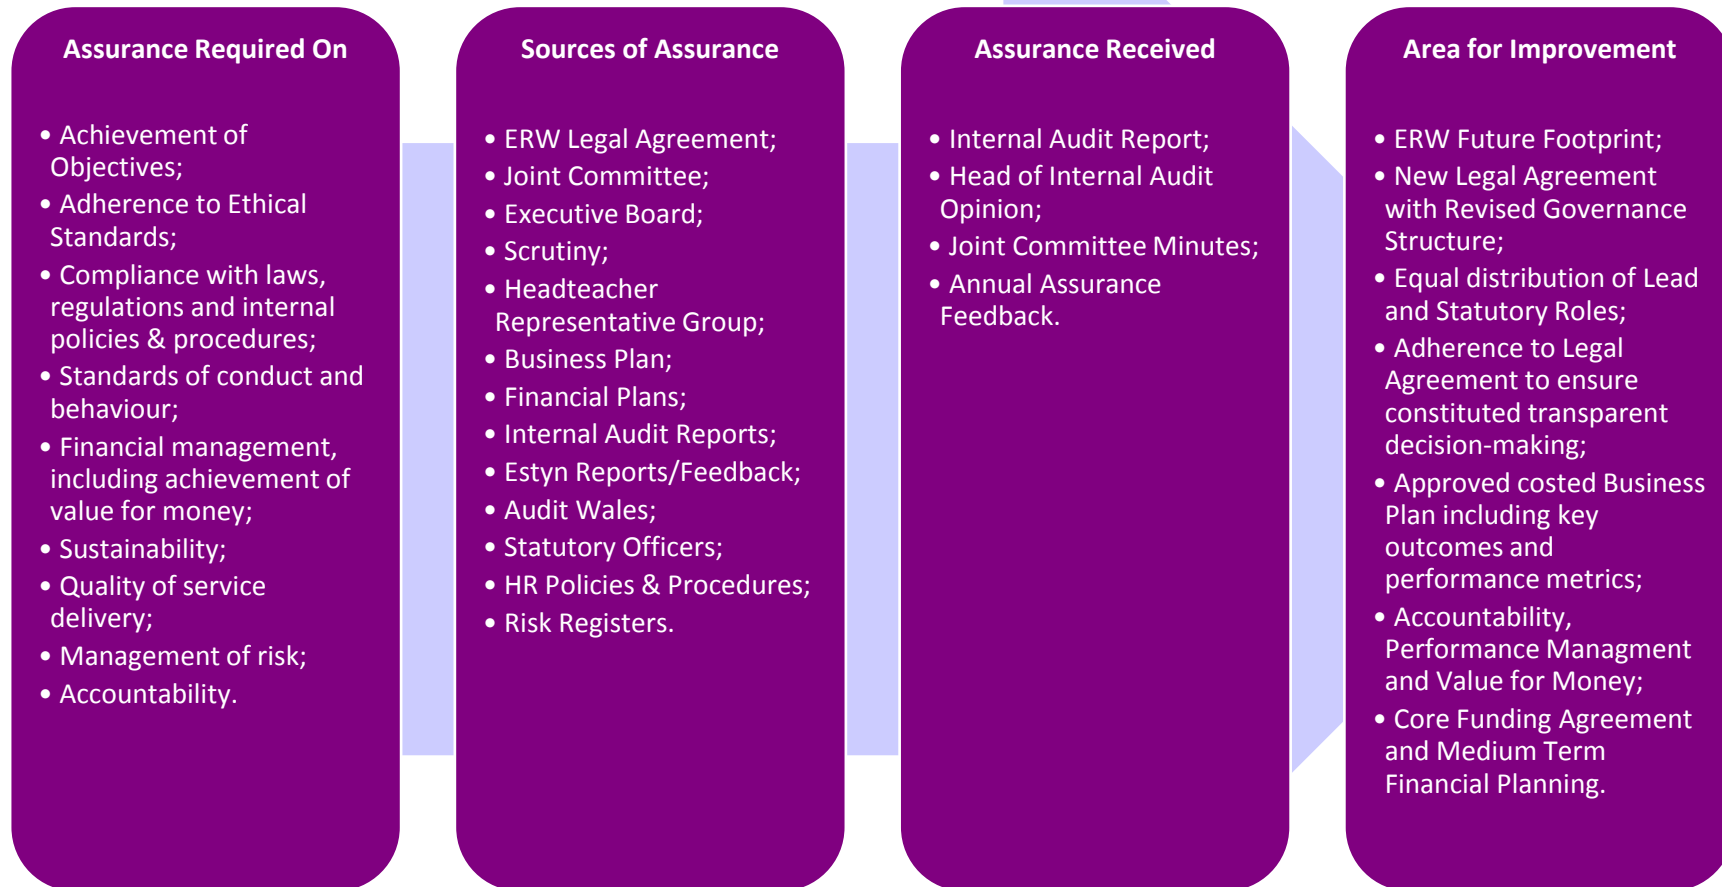 Assurance Required On
• Achievement of
Objectives;
• Adherence to Ethical
Standards;
• Compliance with laws,
regulations and internal
policies & procedures;
• Standards of conduct and
behaviour;
• Financial management,
including achievement of
value for money;
• Sustainability;
• Quality of service
delivery;
• Management of risk;
• Accountability.
Sources of Assurance
• ERW Legal Agreement;
• Joint Committee;
• Executive Board;
• Scrutiny;
• Headteacher
Representative Group;
• Business Plan;
• Financial Plans;
• Internal Audit Reports;
• Estyn Reports/Feedback;
• Audit Wales;
• Statutory Officers;
• HR Policies & Procedures;
• Risk Registers.
Assurance Received
• Internal Audit Report;
• Head of Internal Audit
Opinion;
• Joint Committee Minutes;
• Annual Assurance
Feedback.
Area for Improvement
• ERW Future Footprint;
• New Legal Agreement
with Revised Governance
Structure;
• Equal distribution of Lead
and Statutory Roles;
• Adherence to Legal
Agreement to ensure
constituted transparent
decision-making;
• Approved costed Business
Plan including key
outcomes and
performance metrics;
• Accountability,
Performance Managment
and Value for Money;
• Core Funding Agreement
and Medium Term
Financial Planning.